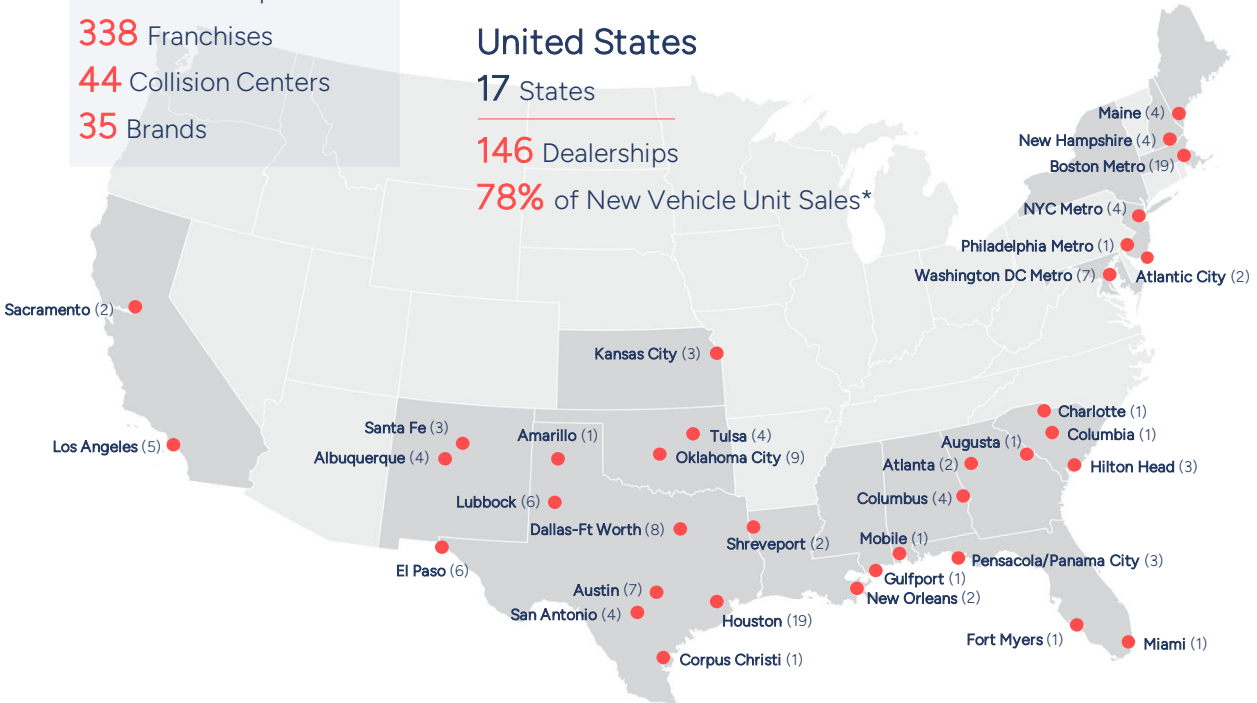 338 Franchises
44 Collision Centers
35 Brands
United States
17 States
146 Dealerships
78% of New Vehicle Unit Sales*
Maine (4)
New Hampshire (4)
Boston Metro (19)
NYC Metro (4)
Philadelphia Metro (1)
Washington DC Metro (7)
Atlantic City (2)
Sacramento (2)
Kansas City (3)
Los Angeles (5)
Santa Fe (3)
Albuquerque (4)
Amarillo (1)
Tulsa (4)
Oklahoma City (9)
Lubbock (6)
Dallas-Ft Worth (8)
Shreveport (2)
El Paso (6)
Austin (7)
San Antonio (4)
Houston (19)
Corpus Christi (1)
Charlotte (1)
Columbia (1)
Augusta (1)
Atlanta (2)
Hilton Head (3)
Columbus (4)
Mobile (1)
Pensacola/Panama City (3)
Gulfport (1)
New Orleans (2)
Fort Myers (1)
Miami (1)